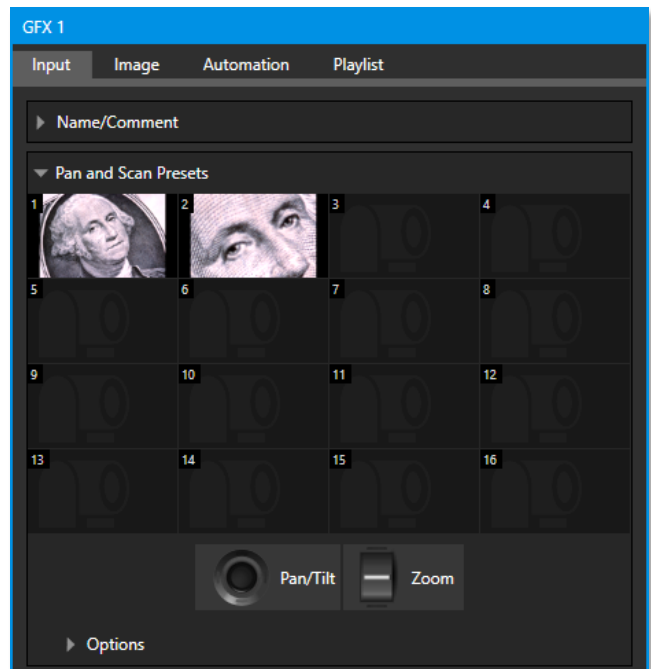 GFX 1
Input Image Automation Playlist
Name/Comment
Pan and Scan Presets
1 2 3 4
5 6 7 8
9 10 11 12
13 14 15 16
Pan/Tilt Zoom
Options